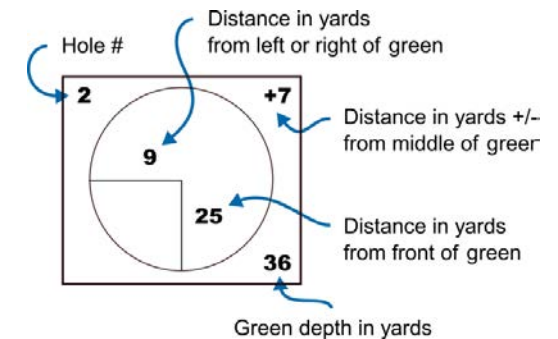 Distance in yards
from left or right of green
Hole #
2
+7
Distance in yards +/-
from middle of green
9
25
Distance in yards
from front of green
36
Green depth in yards